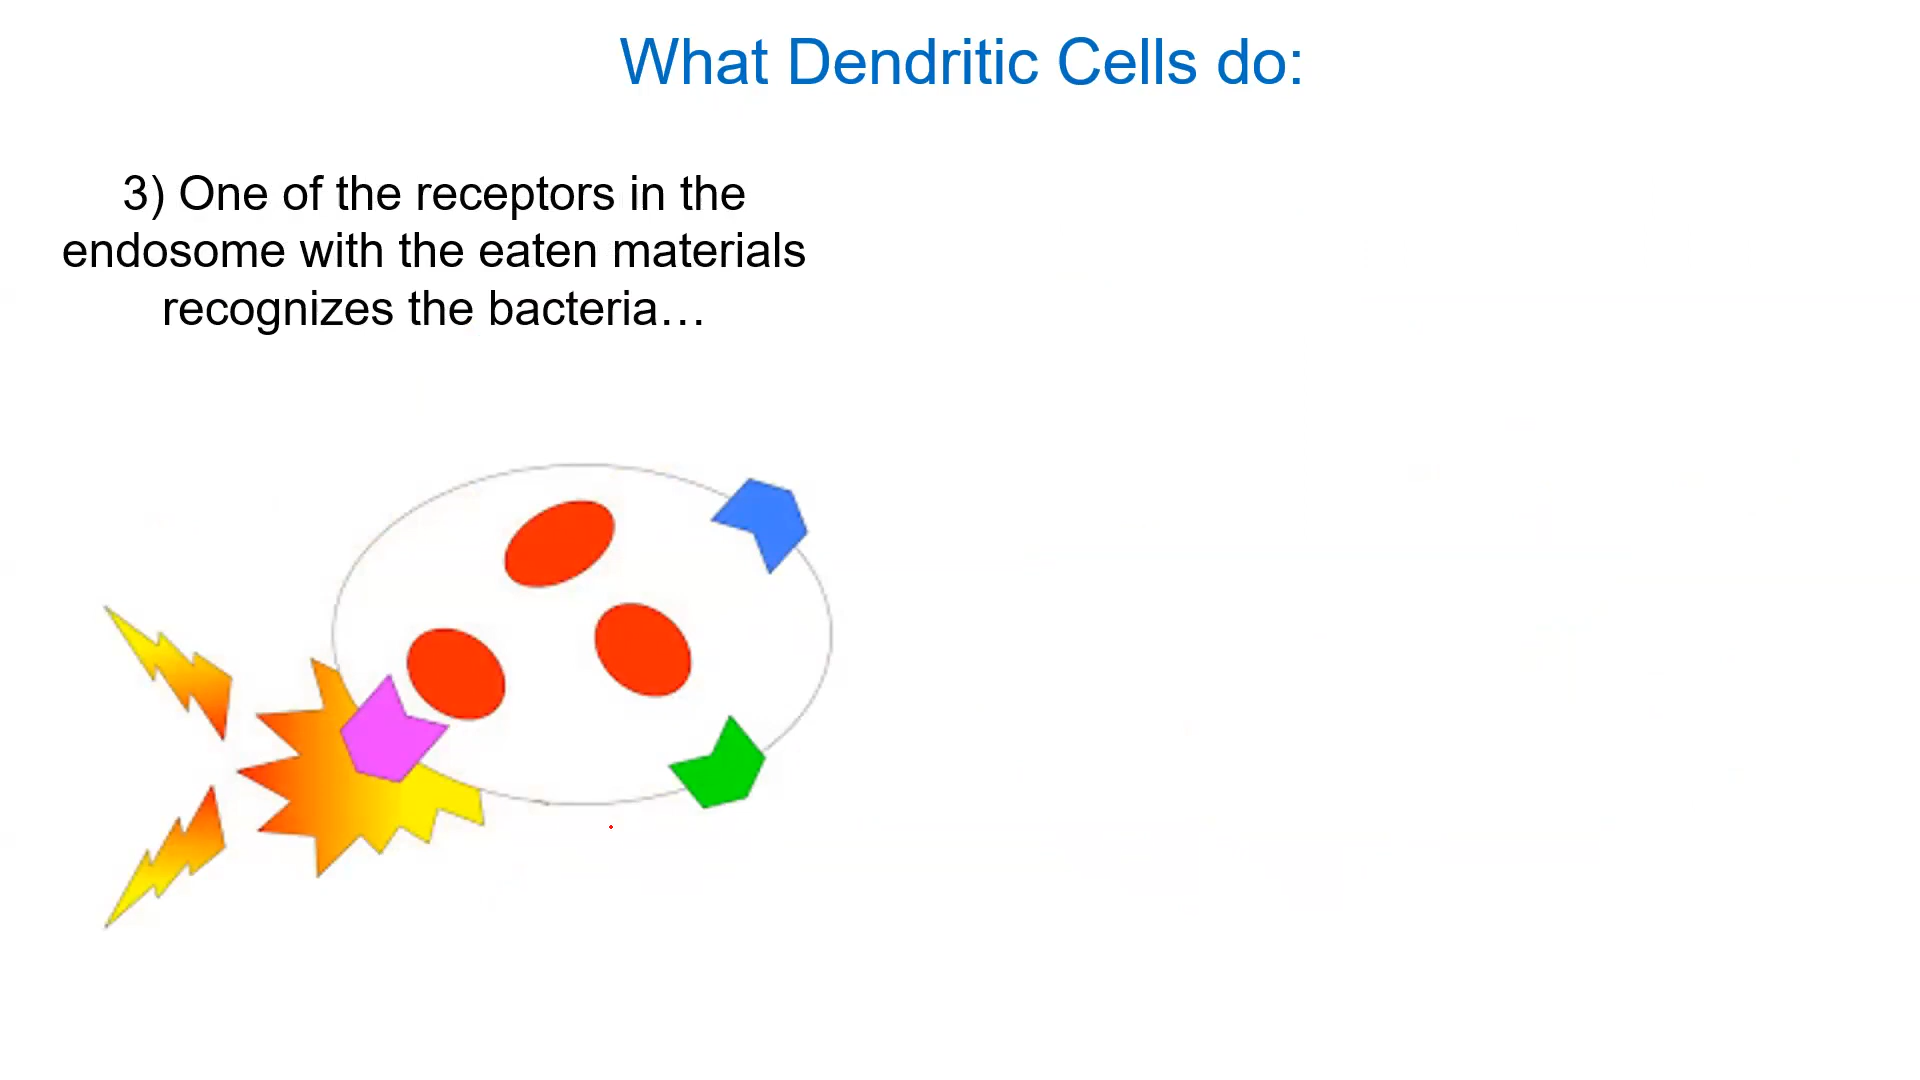 What Dendritic Cells do:
3) One of the receptors in the
endosome with the eaten materials
recognizes the bacteria…